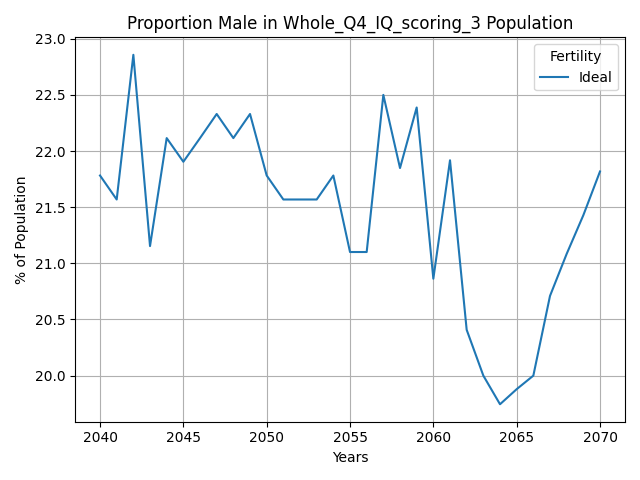 Proportion Male in Whole_Q4_IQ_scoring_3 Population
23.0
22.5
22.0
21.5
21.0
20.5
20.0
% of Population
Fertility
Ideal
2040 2045 2050 2055 2060 2065 2070
Years